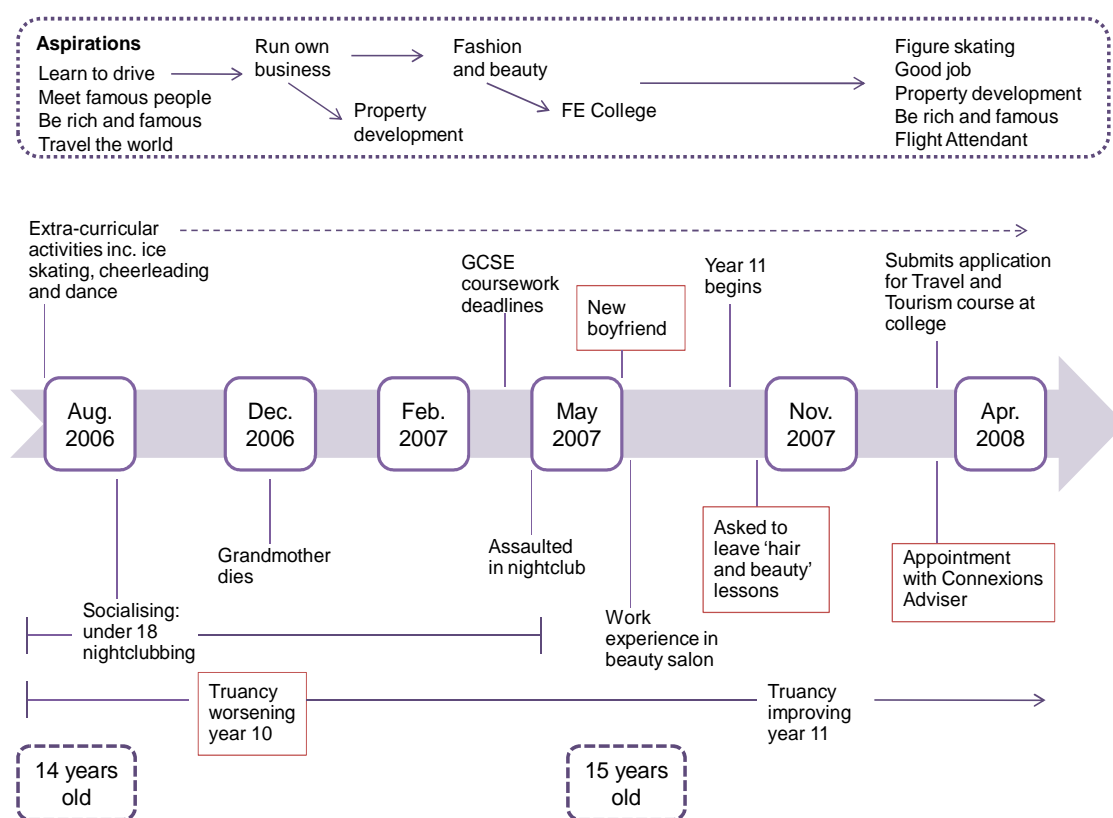 Aspirations
Learn to drive
Meet famous people
Be rich and famous
Travel the world
Run own
business
Property
development
Fashion
and beauty
FE College
Figure skating
Good job
Property development
Be rich and famous
Flight Attendant
Extra-curricular
activities inc. ice
skating, cheerleading
and dance
GCSE
coursework
deadlines
New
boyfriend
Year 11
begins
Submits application
for Travel and
Tourism course at
college
Aug.
2006
Dec.
2006
Feb.
2007
May
2007
Nov.
2007
Apr.
2008
Socialising:
under 18
nightclubbing
Grandmother
dies
Assaulted
in nightclub
Work
experience in
beauty salon
Asked to
leave ‘hair
and beauty’
lessons
Appointment
with Connexions
Adviser
Truancy
worsening
year 10
Truancy
improving
year 11
14 years
old
15 years
old